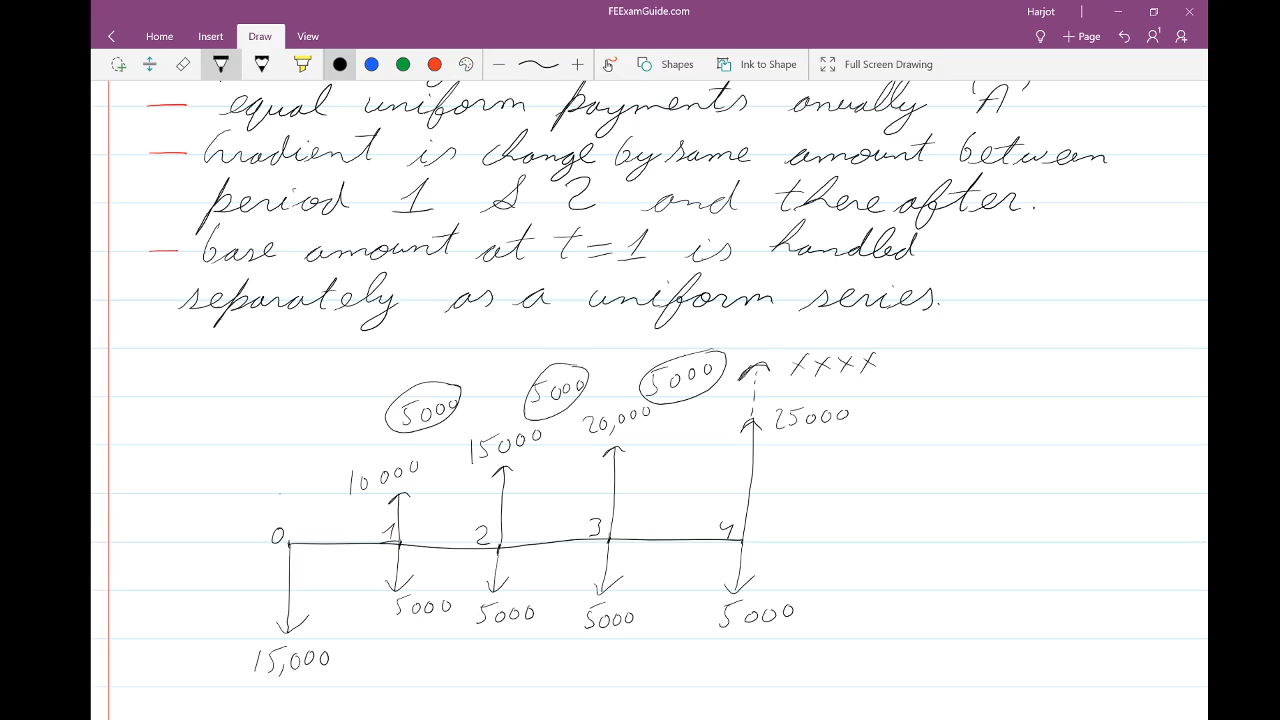 FEExamGuide.com
Harjot
Home Insert Draw View
Page
Shapes Ink to Shape Full Screen Drawing
— equal uniform payments anually 'A'
— Gradient is change by same amount between
period 1 & 2 and thereafter.
— base amount at t=1 is handled
separately as a uniform series.
5000 5000 5000 XXXX
10000 15000 20,000 25000
0 1 2 3 4
5000 5000 5000 5000
15,000